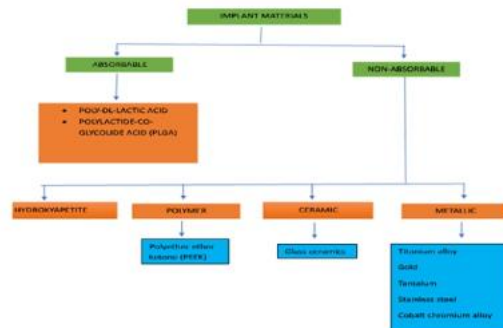 IMPLANT MATERIALS
ABSORBABLE
NON-ABSORBABLE
• POLY-DL-LACTIC ACID
• POLYLACTIDE-CO-
GLYCOLIDE ACID (PLGA)
HYDROXYAPETITE
POLYMER
CERAMIC
METALLIC
Polyether ether
ketone (PEEK)
Glass ceramics
Titanium alloy
Gold
Tantalum
Stainless steel
Cobalt chromium alloy